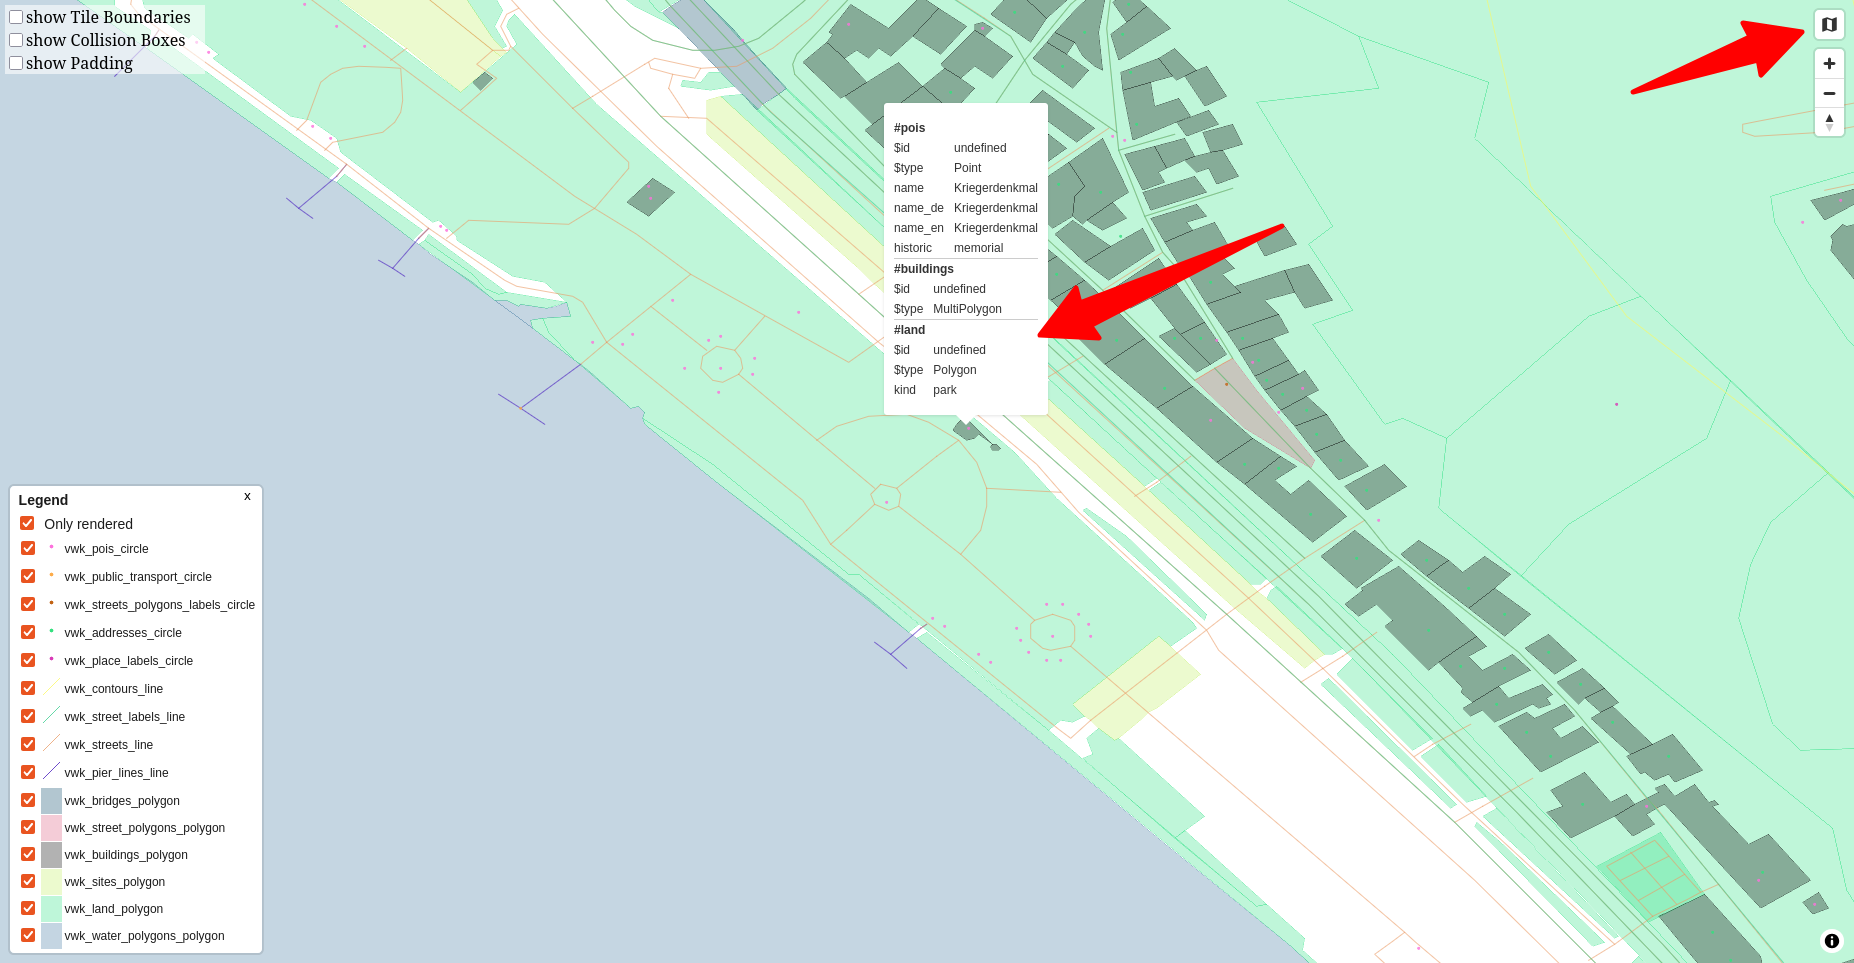 show Tile Boundaries
show Collision Boxes
show Padding
#pois
$id undefined
$type Point
name Kriegerdenkmal
name_de Kriegerdenkmal
name_en Kriegerdenkmal
historic memorial
#buildings
$id undefined
$type MultiPolygon
#land
$id undefined
$type Polygon
kind park
Legend x
Only rendered
vwk_pois_circle
vwk_public_transport_circle
vwk_streets_polygons_labels_circle
vwk_addresses_circle
vwk_place_labels_circle
vwk_contours_line
vwk_street_labels_line
vwk_streets_line
vwk_pier_lines_line
vwk_bridges_polygon
vwk_street_polygons_polygon
vwk_buildings_polygon
vwk_sites_polygon
vwk_land_polygon
vwk_water_polygons_polygon